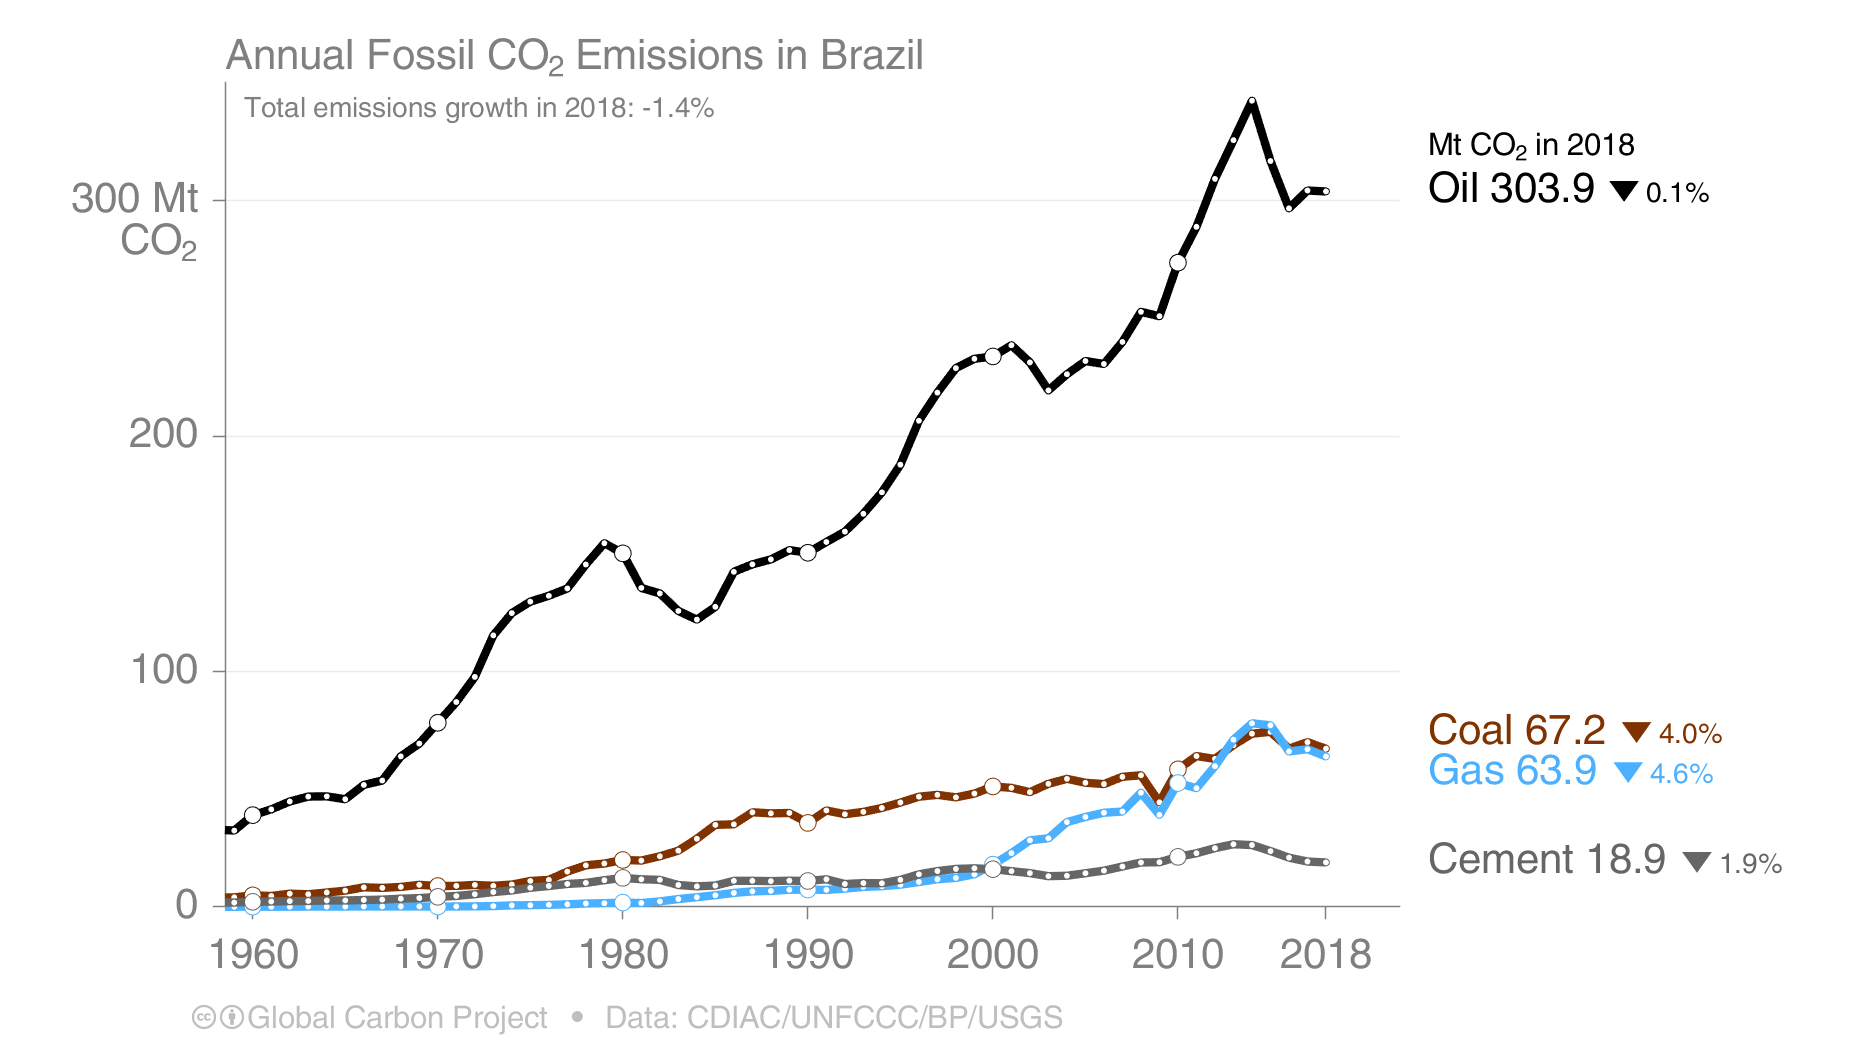 Annual Fossil CO₂ Emissions in Brazil
Total emissions growth in 2018: -1.4%
300 Mt
CO₂
200
100
0
1960 1970 1980 1990 2000 2010 2018
Mt CO₂ in 2018
Oil 303.9 ▼ 0.1%
Coal 67.2 ▼ 4.0%
Gas 63.9 ▼ 4.6%
Cement 18.9 ▼ 1.9%
cc Global Carbon Project • Data: CDIAC/UNFCCC/BP/USGS